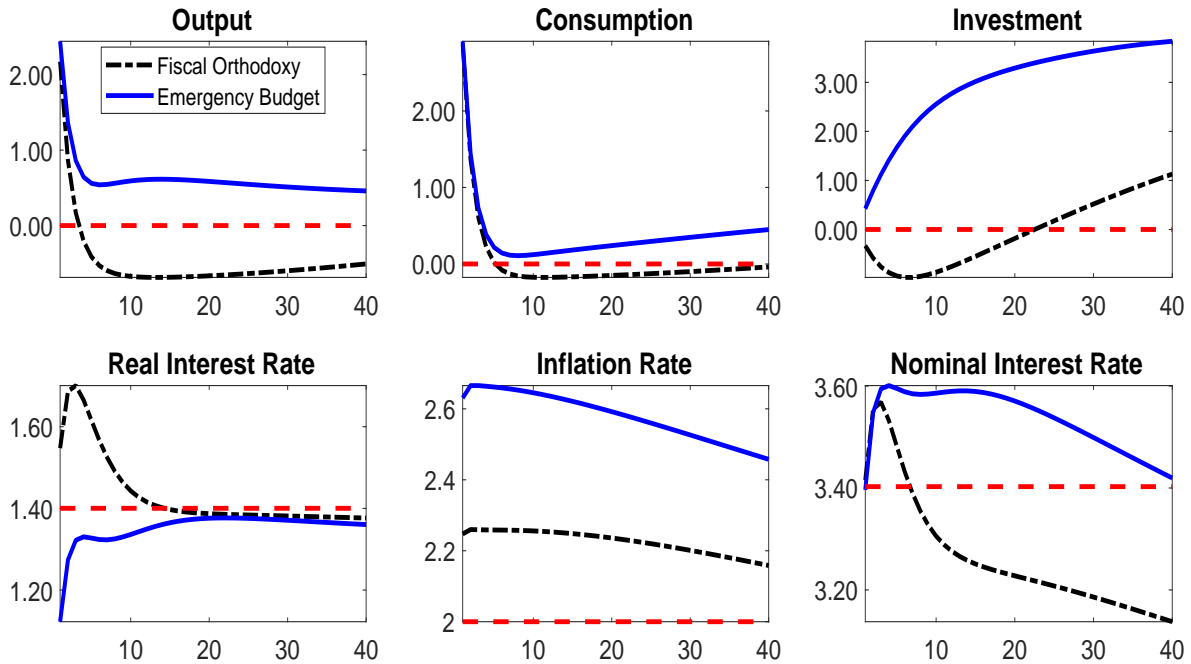 Output
Consumption
Investment
Fiscal Orthodoxy
Emergency Budget
2.00
1.00
0.00
10 20 30 40
2.00
1.00
0.00
10 20 30 40
3.00
2.00
1.00
0.00
10 20 30 40
Real Interest Rate
Inflation Rate
Nominal Interest Rate
1.60
1.40
1.20
10 20 30 40
2.6
2.4
2.2
2
10 20 30 40
3.60
3.40
3.20
10 20 30 40